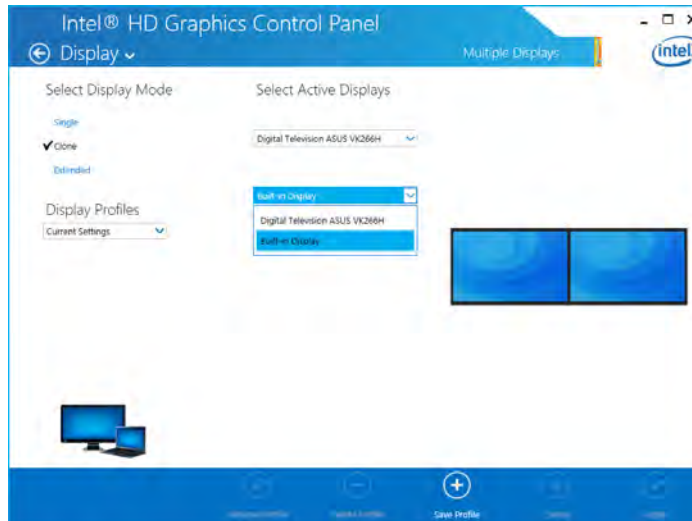 Intel® HD Graphics Control Panel
Display
Multiple Displays
intel
Select Display Mode
Single
Clone
Extended
Display Profiles
Current Settings
Select Active Displays
Digital Television ASUS VK266H
Built-in Display
Digital Television ASUS VK266H
Built-in Display
Save Profile